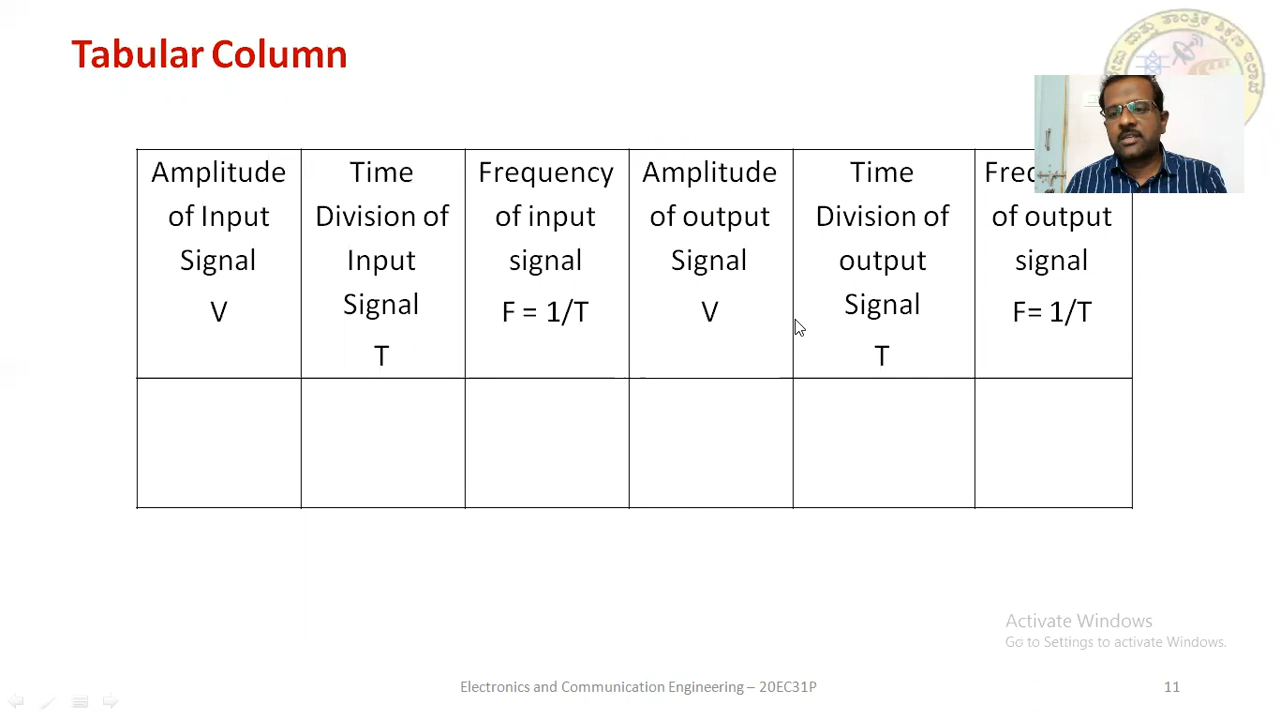 Tabular Column
Amplitude
of Input
Signal
V
Time
Division of
Input
Signal
T
Frequency
of input
signal
F = 1/T
Amplitude
of output
Signal
V
Time
Division of
output
Signal
T
of output
signal
F= 1/T
Activate Windows
Go to Settings to activate Windows.
Electronics and Communication Engineering – 20EC31P
11